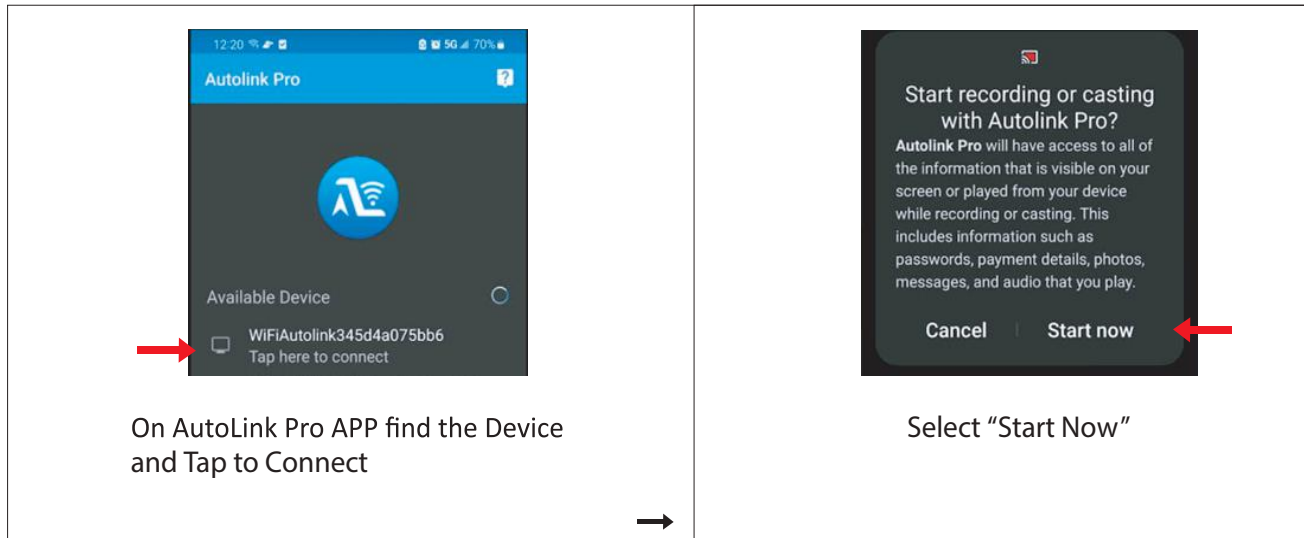 12:20 5G 70%
Autolink Pro ?
Available Device
WiFiAutolink345d4a075bb6
Tap here to connect
On AutoLink Pro APP find the Device
and Tap to Connect
Start recording or casting
with Autolink Pro?
Autolink Pro will have access to all of
the information that is visible on your
screen or played from your device
while recording or casting. This
includes information such as
passwords, payment details, photos,
messages, and audio that you play.
Cancel Start now
Select “Start Now”